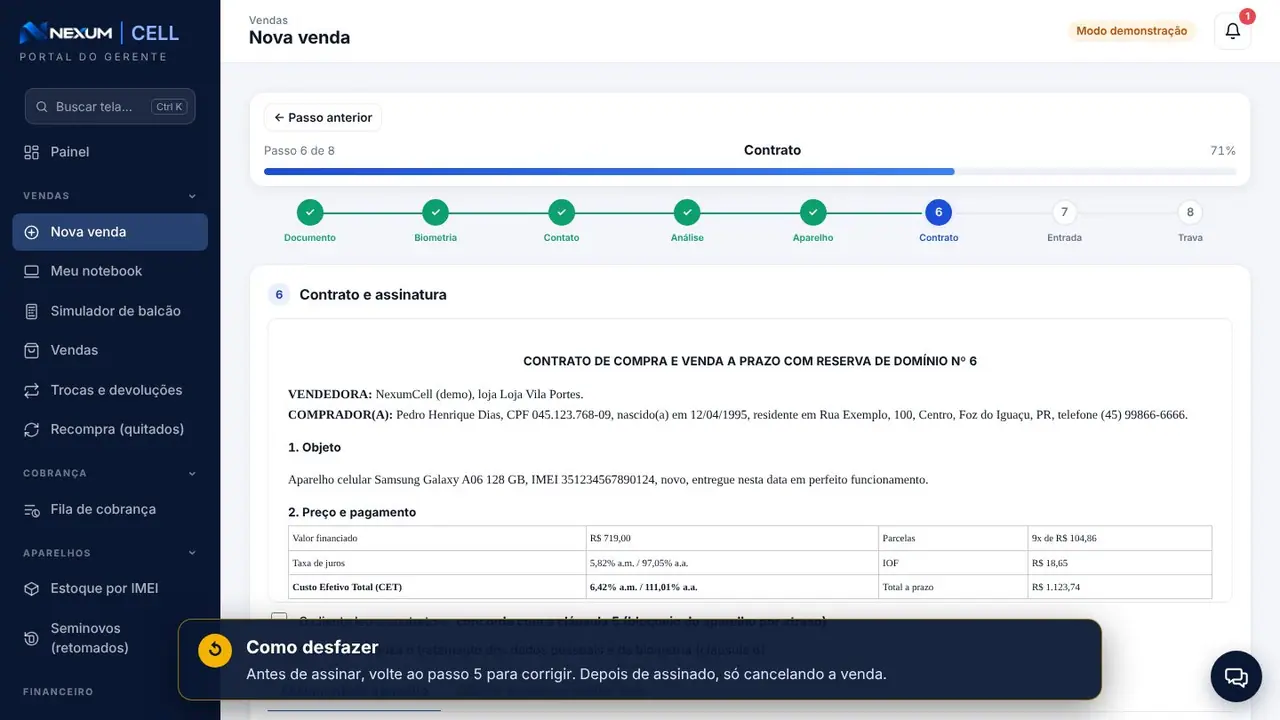 NEXUM | CELL
PORTAL DO GERENTE
Buscar tela... Ctrl K
Painel
VENDAS
Nova venda
Meu notebook
Simulador de balcão
Vendas
Trocas e devoluções
Recompra (quitados)
COBRANÇA
Fila de cobrança
APARELHOS
Estoque por IMEI
Seminovos
(retomados)
FINANCEIRO
Vendas
Nova venda
Modo demonstração
1
← Passo anterior
Passo 6 de 8 Contrato 71%
6 7 8
Documento Biometria Contato Análise Aparelho Contrato Entrada Trava
6 Contrato e assinatura
CONTRATO DE COMPRA E VENDA A PRAZO COM RESERVA DE DOMÍNIO Nº 6
VENDEDORA: NexumCell (demo), loja Loja Vila Portes.
COMPRADOR(A): Pedro Henrique Dias, CPF 045.123.768-09, nascido(a) em 12/04/1995, residente em Rua Exemplo, 100, Centro, Foz do Iguaçu, PR, telefone (45) 99866-6666.
1. Objeto
Aparelho celular Samsung Galaxy A06 128 GB, IMEI 351234567890124, novo, entregue nesta data em perfeito funcionamento.
2. Preço e pagamento
Valor financiado R$ 719,00 Parcelas 9x de R$ 104,86
Taxa de juros 5,82% a.m. / 97,05% a.a. IOF R$ 18,65
Custo Efetivo Total (CET) 6,42% a.m. / 111,01% a.a. Total a prazo R$ 1.123,74
Como desfazer
Antes de assinar, volte ao passo 5 para corrigir. Depois de assinado, só cancelando a venda.